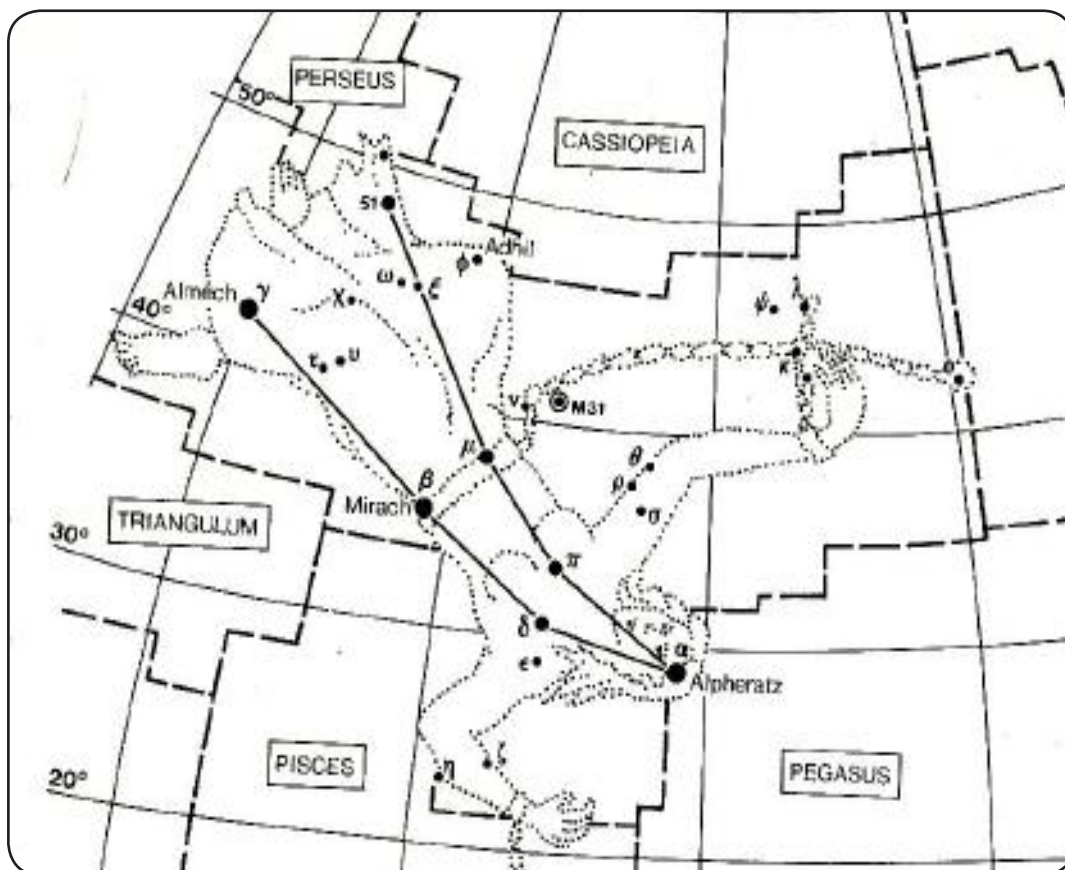 PERSEUS
50°
CASSIOPEIA
51
Adhil
ω
ξ
φ
Almach γ
χ
ψ
λ
40°
τ
υ
κ
ο
ν
M31
μ
θ
β
ρ
Mirach
σ
TRIANGULUM
30°
π
δ
α
ε
Alpheratz
PISCES
η
ζ
PEGASUS
20°